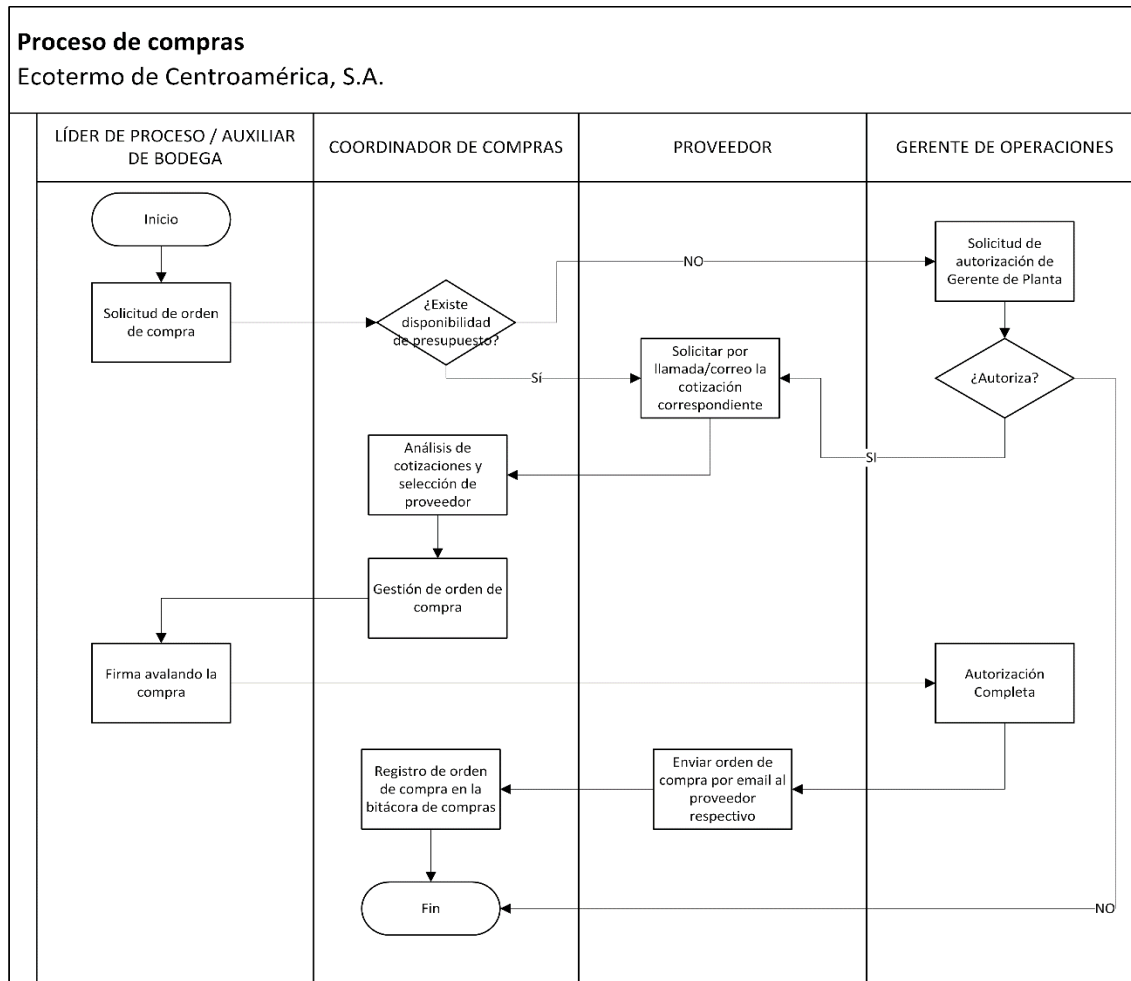 Proceso de compras
Ecotermo de Centroamérica, S.A.
LÍDER DE PROCESO / AUXILIAR
DE BODEGA
COORDINADOR DE COMPRAS
PROVEEDOR
GERENTE DE OPERACIONES
Inicio
Solicitud de orden
de compra
¿Existe
disponibilidad
de presupuesto?
NO
Solicitud de
autorización de
Gerente de Planta
Sí
Solicitar por
llamada/correo la
cotización
correspondiente
¿Autoriza?
SI
Análisis de
cotizaciones y
selección de
proveedor
Gestión de orden de
compra
Firma avalando la
compra
Autorización
Completa
Enviar orden de
compra por email al
proveedor
respectivo
Registro de orden
de compra en la
bitácora de compras
Fin
NO